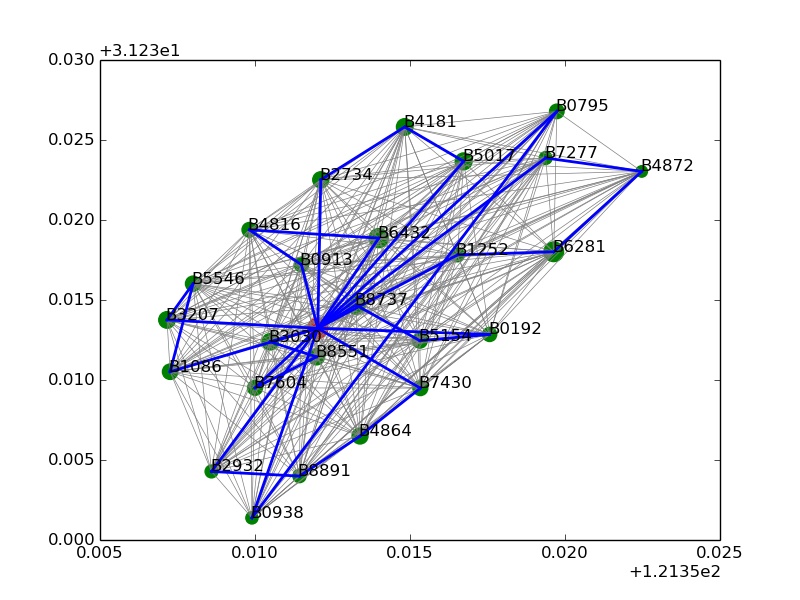 +3.123e1
0.030
B0795
B4181
0.025
B5017
B7277
B4872
B2734
0.020
B4816
B6432
B1252
B6281
B0913
B5546
0.015
B8737
B3207
B0192
B3030
B5154
B8551
B1086
0.010
B7604
B7430
B4864
0.005
B2932
B8891
B0938
0.000
0.005 0.010 0.015 0.020 0.025
+1.2135e2